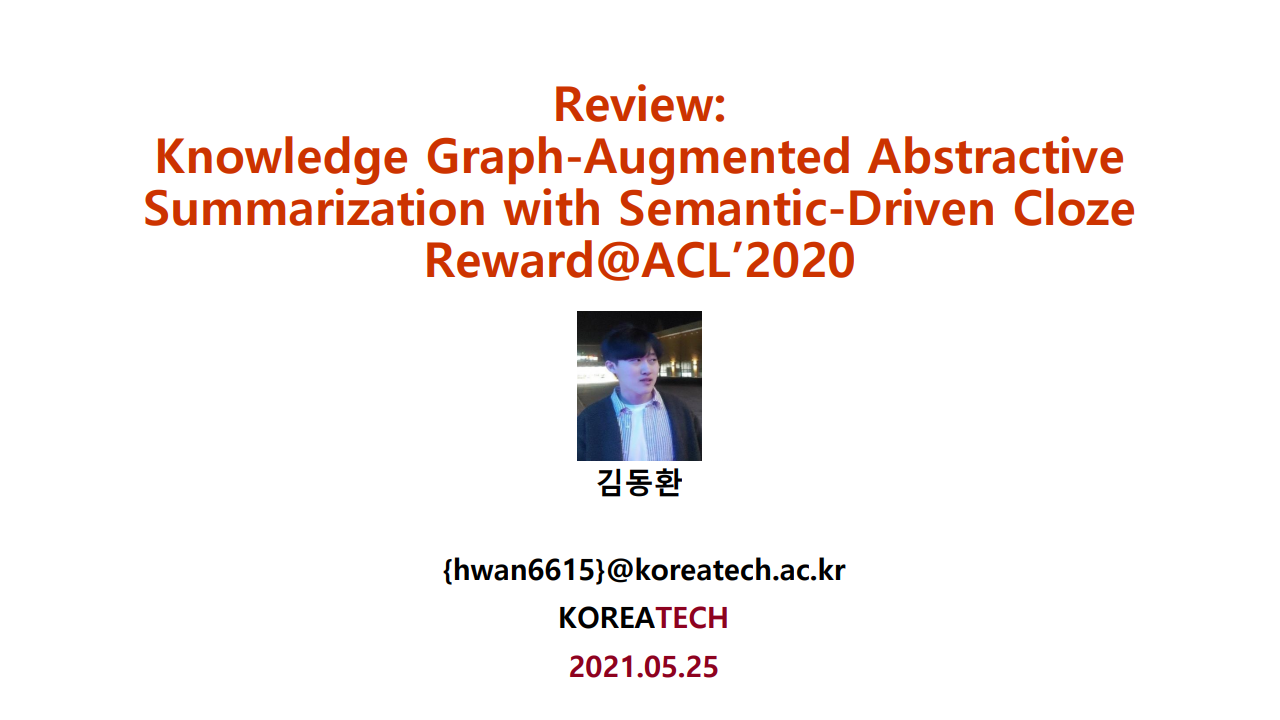 Review:
Knowledge Graph-Augmented Abstractive
Summarization with Semantic-Driven Cloze
Reward@ACL’2020
김동환
{hwan6615}@koreatech.ac.kr
KOREATECH
2021.05.25